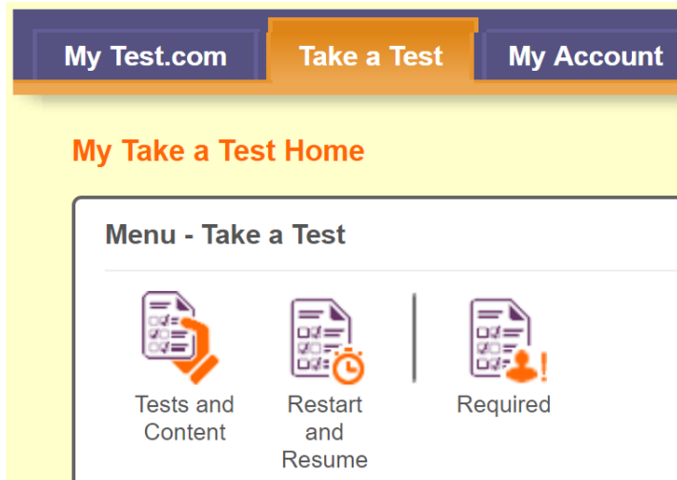 My Test.com
Take a Test
My Account
My Take a Test Home
Menu - Take a Test
Tests and
Content
Restart
and
Resume
Required